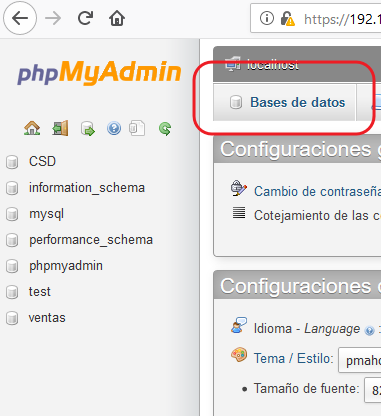 https://192.1
phpMyAdmin
localhost
Bases de datos
CSD
information_schema
mysql
performance_schema
phpmyadmin
test
ventas
Configuraciones
Cambio de contraseña
Cotejamiento de las c
Configuraciones
Idioma - Language :
Tema / Estilo: pmaho
Tamaño de fuente: 82